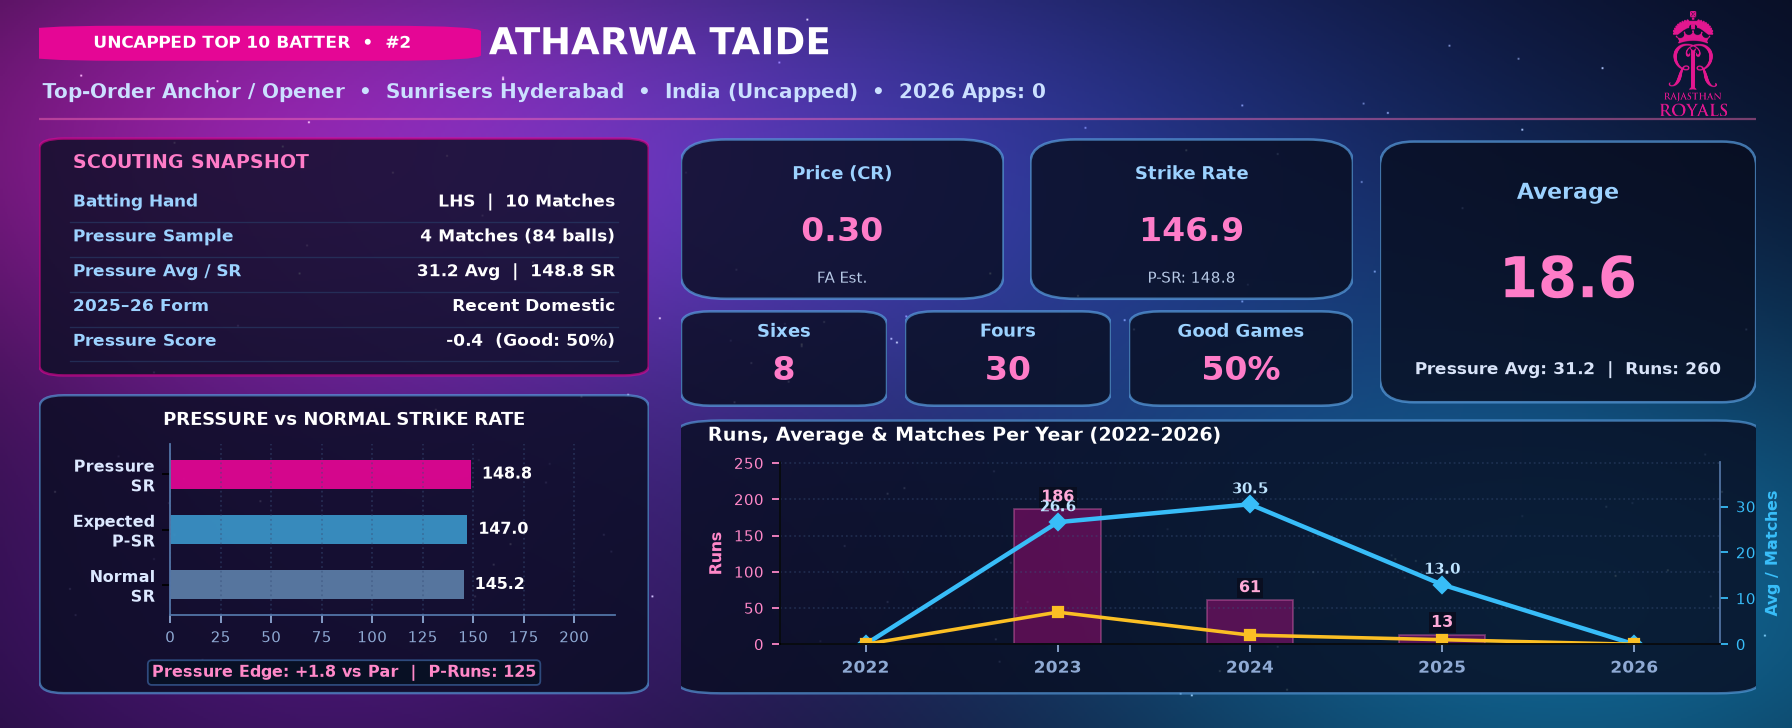 UNCAPPED TOP 10 BATTER • #2
ATHARWA TAIDE
Top-Order Anchor / Opener • Sunrisers Hyderabad • India (Uncapped) • 2026 Apps: 0
RAJASTHAN
ROYALS
SCOUTING SNAPSHOT
Batting Hand LHS | 10 Matches
Pressure Sample 4 Matches (84 balls)
Pressure Avg / SR 31.2 Avg | 148.8 SR
2025–26 Form Recent Domestic
Pressure Score -0.4 (Good: 50%)
Price (CR)
0.30
FA Est.
Strike Rate
146.9
P-SR: 148.8
Average
18.6
Pressure Avg: 31.2 | Runs: 260
Sixes
8
Fours
30
Good Games
50%
PRESSURE vs NORMAL STRIKE RATE
Pressure
SR
148.8
Expected
P-SR
147.0
Normal
SR
145.2
0 25 50 75 100 125 150 175 200
Pressure Edge: +1.8 vs Par | P-Runs: 125
Runs, Average & Matches Per Year (2022–2026)
Runs
250
200
150
100
50
0
186
26.6
30.5
61
13.0
13
30
20
10
0
Avg / Matches
2022 2023 2024 2025 2026